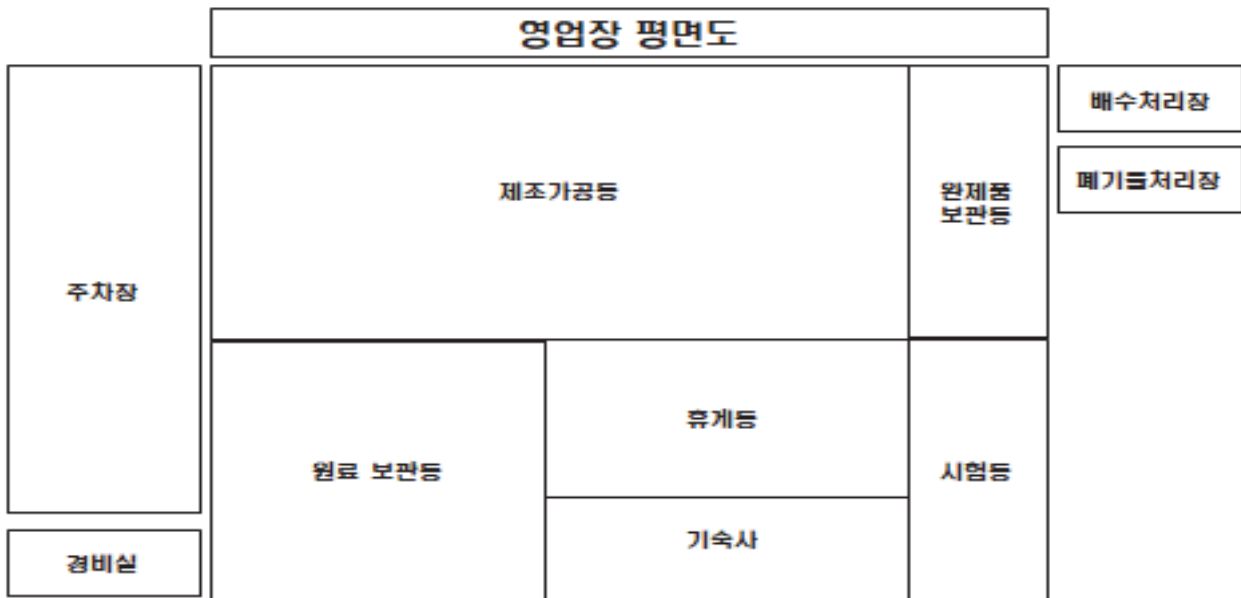 영업장 평면도
주차장
제조가공동
완제품
보관동
배수처리장
폐기물처리장
원료 보관동
휴게동
시험동
기숙사
경비실